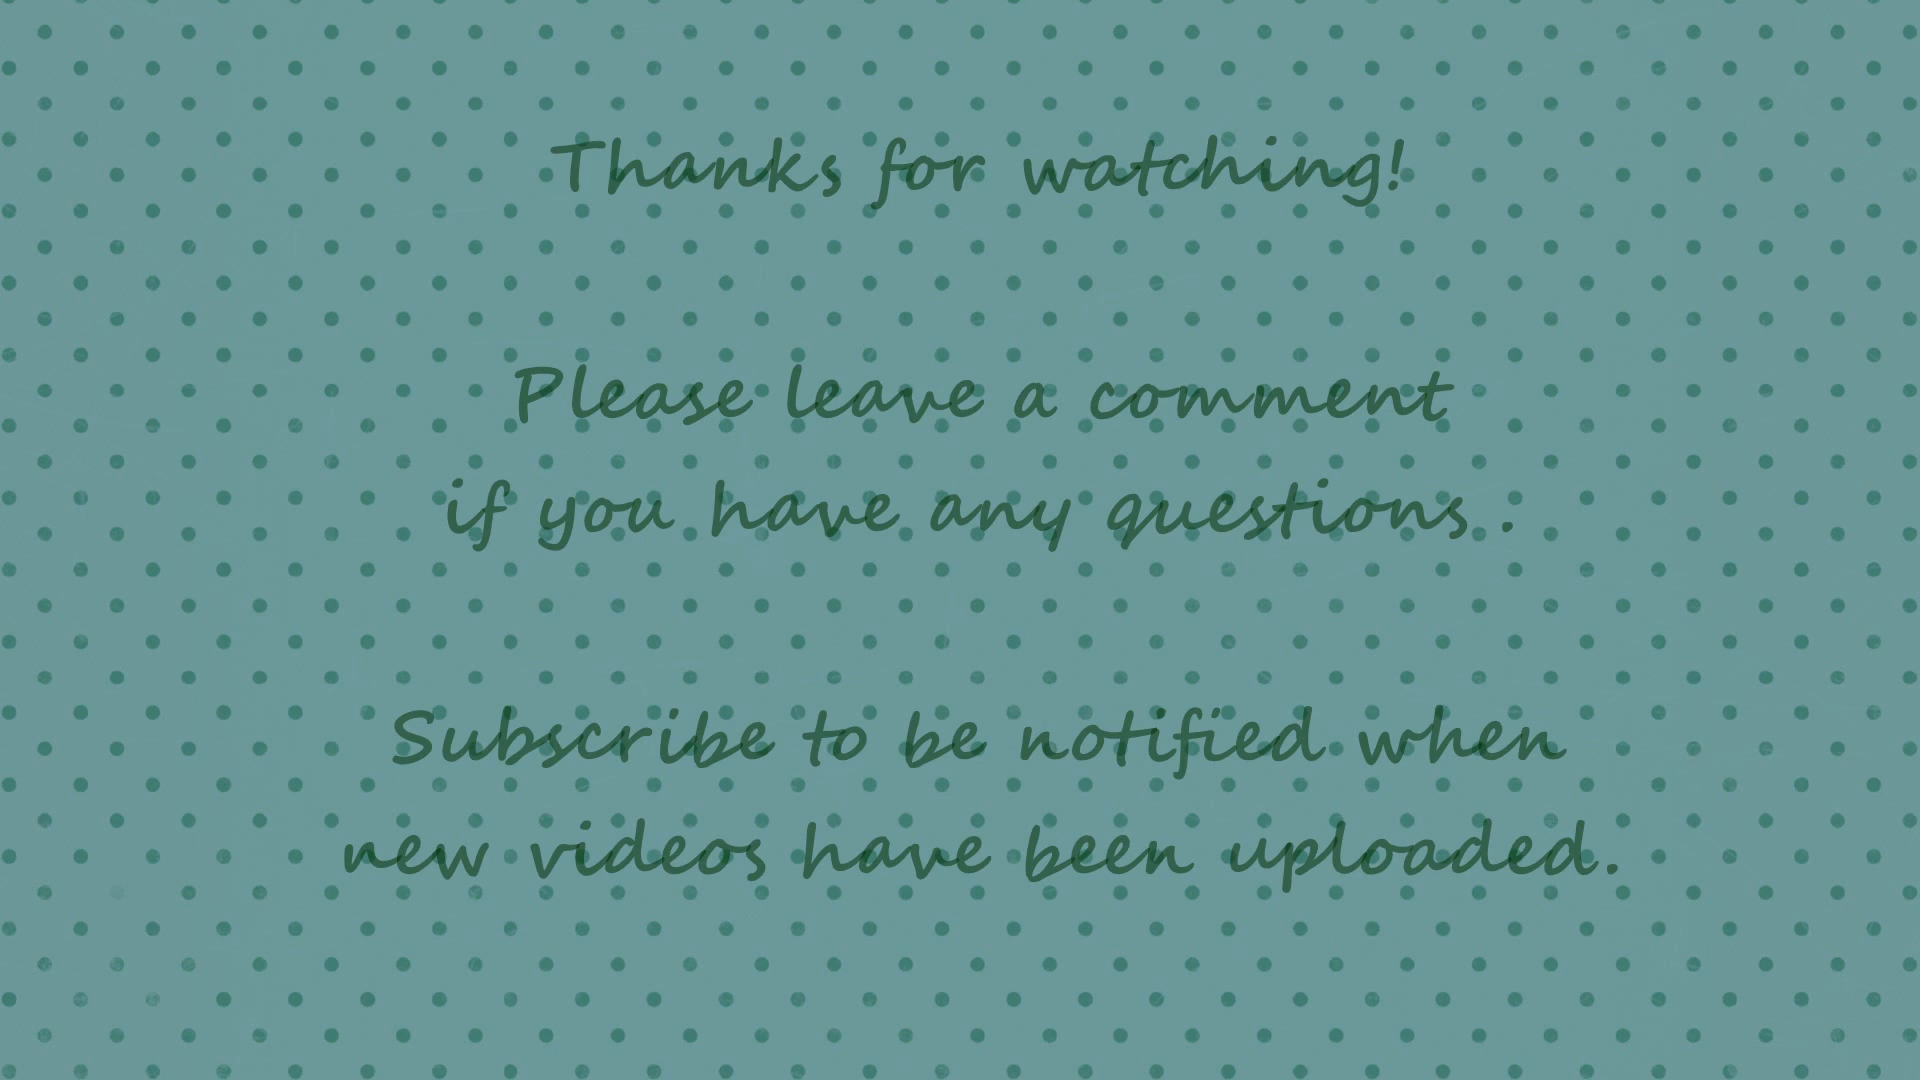 Thanks for watching!
Please leave a comment
if you have any questions .
Subscribe to be notified when
new videos have been uploaded.